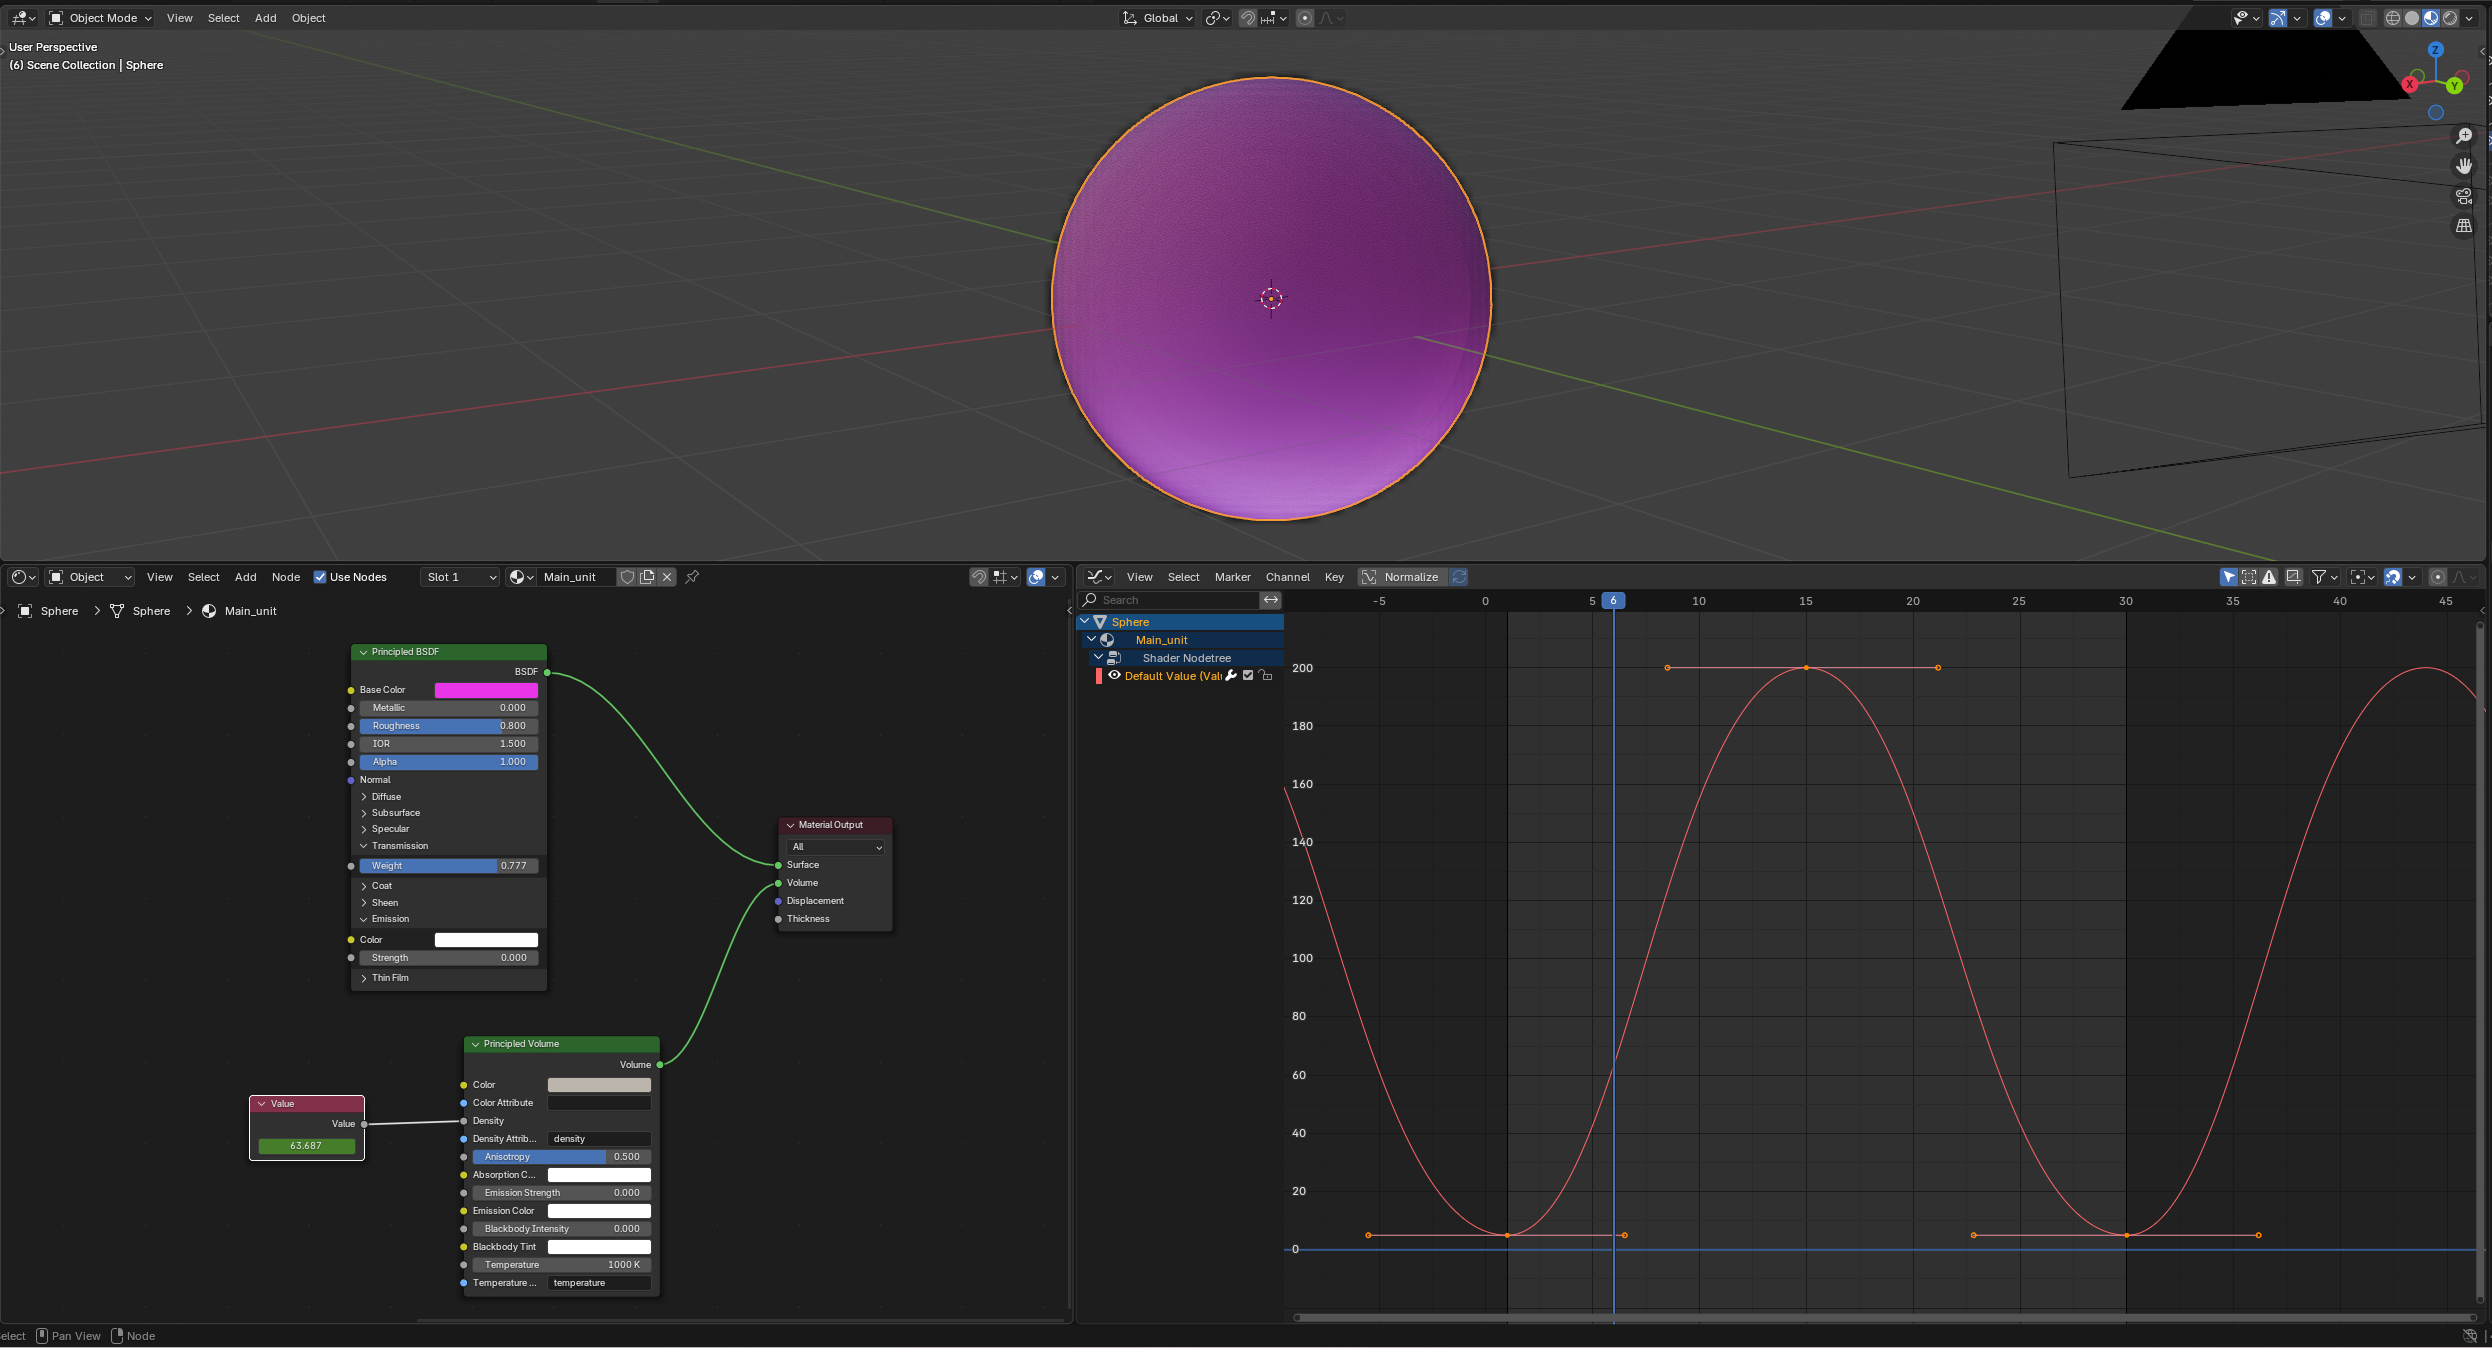 Object Mode View Select Add Object Global
User Perspective
(6) Scene Collection | Sphere
Z
X Y
Object View Select Add Node Use Nodes Slot 1 Main_unit
Sphere > Sphere > Main_unit
Principled BSDF
BSDF
Base Color
Metallic 0.000
Roughness 0.800
IOR 1.500
Alpha 1.000
Normal
Diffuse
Subsurface
Specular
Transmission
Weight 0.777
Coat
Sheen
Emission
Color
Strength 0.000
Thin Film
Material Output
All
Surface
Volume
Displacement
Thickness
Value
Value
63.687
Principled Volume
Volume
Color
Color Attribute
Density
Density Attrib... density
Anisotropy 0.500
Absorption C...
Emission Strength 0.000
Emission Color
Blackbody Intensity 0.000
Blackbody Tint
Temperature 1000 K
Temperature ... temperature
View Select Marker Channel Key Normalize
Search
-5 0 5 6 10 15 20 25 30 35 40 45
Sphere
Main_unit
Shader Nodetree
Default Value (Val
200
180
160
140
120
100
80
60
40
20
0
elect Pan View Node